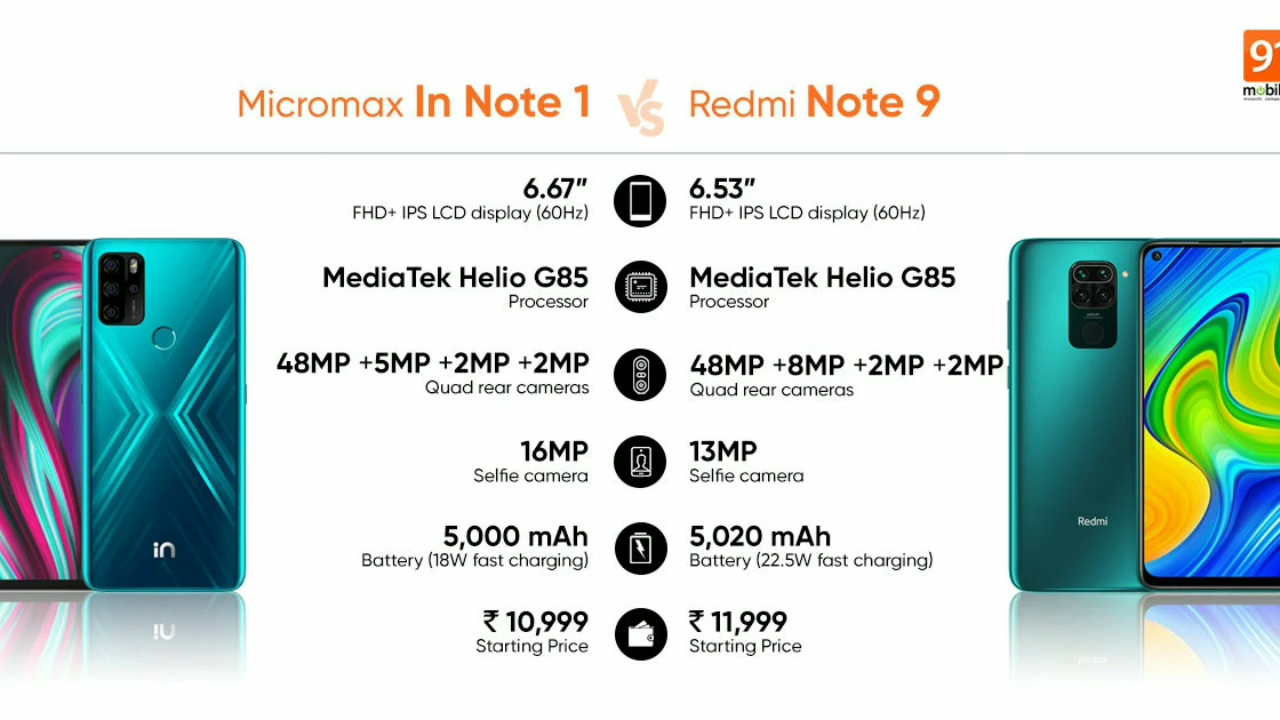 Micromax In Note 1 VS Redmi Note 9
91
mobil
6.67”
FHD+ IPS LCD display (60Hz)
6.53”
FHD+ IPS LCD display (60Hz)
MediaTek Helio G85
Processor
MediaTek Helio G85
Processor
48MP +5MP +2MP +2MP
Quad rear cameras
48MP +8MP +2MP +2MP
Quad rear cameras
16MP
Selfie camera
13MP
Selfie camera
5,000 mAh
Battery (18W fast charging)
5,020 mAh
Battery (22.5W fast charging)
₹ 10,999
Starting Price
₹ 11,999
Starting Price
in
Redmi